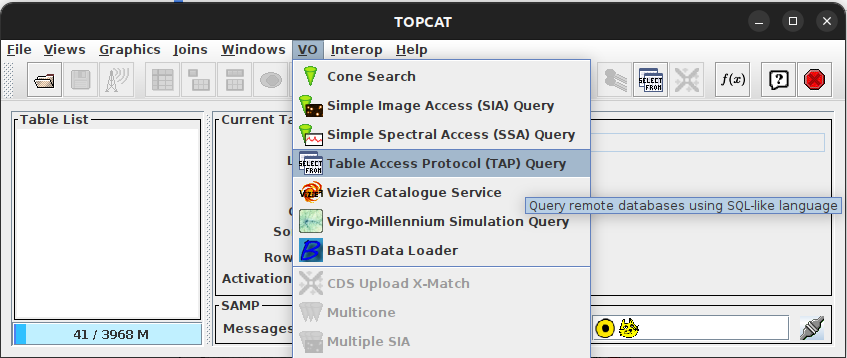 TOPCAT
File Views Graphics Joins Windows VO Interop Help
SELECT FROM
f(x)
Table List
Current Ta
Cone Search
Simple Image Access (SIA) Query
Simple Spectral Access (SSA) Query
Table Access Protocol (TAP) Query
VizieR Catalogue Service
Query remote databases using SQL-like language
Virgo-Millennium Simulation Query
So
BaSTI Data Loader
Row
Activation
CDS Upload X-Match
SAMP
Multicone
Messages
41 / 3968 M
Multiple SIA